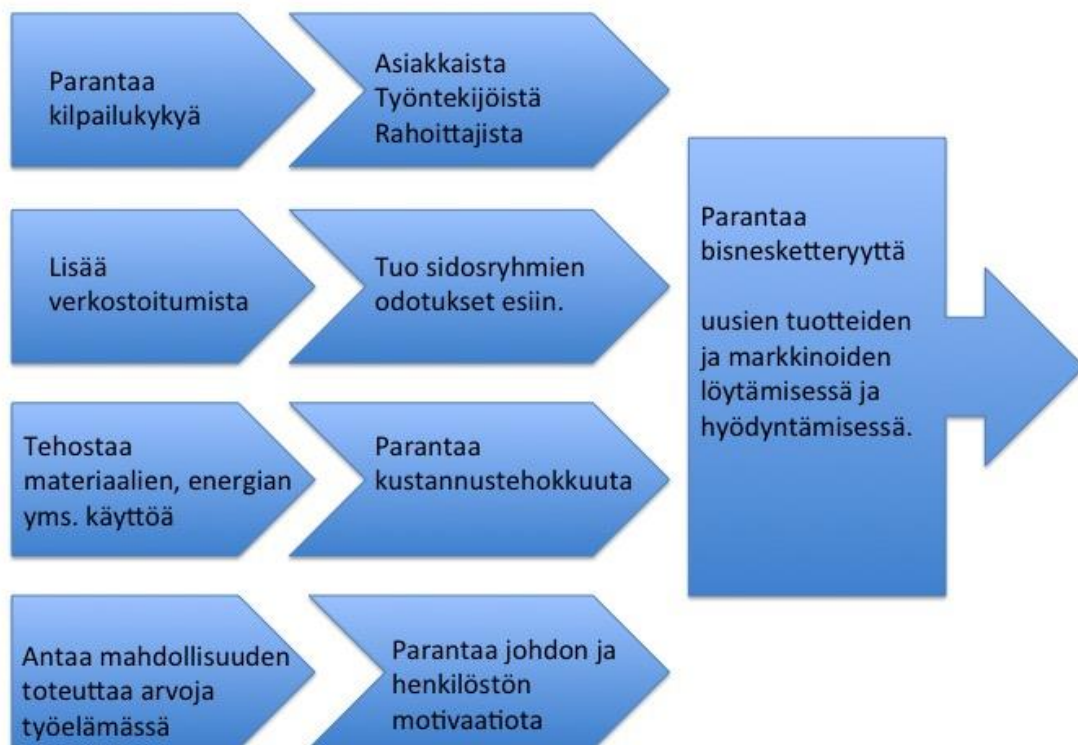 Parantaa
kilpailukykyä
Asiakkaista
Työntekijöistä
Rahoittajista
Lisää
verkostoitumista
Tuo sidosryhmien
odotukset esiin.
Tehostaa
materiaalien, energian
yms. käyttöä
Parantaa
kustannustehokkuuta
Antaa mahdollisuuden
toteuttaa arvoja
työelämässä
Parantaa johdon ja
henkilöstön
motivaatiota
Parantaa
bisnesketteryyttä
uusien tuotteiden
ja markkinoiden
löytämisessä ja
hyödyntämisessä.